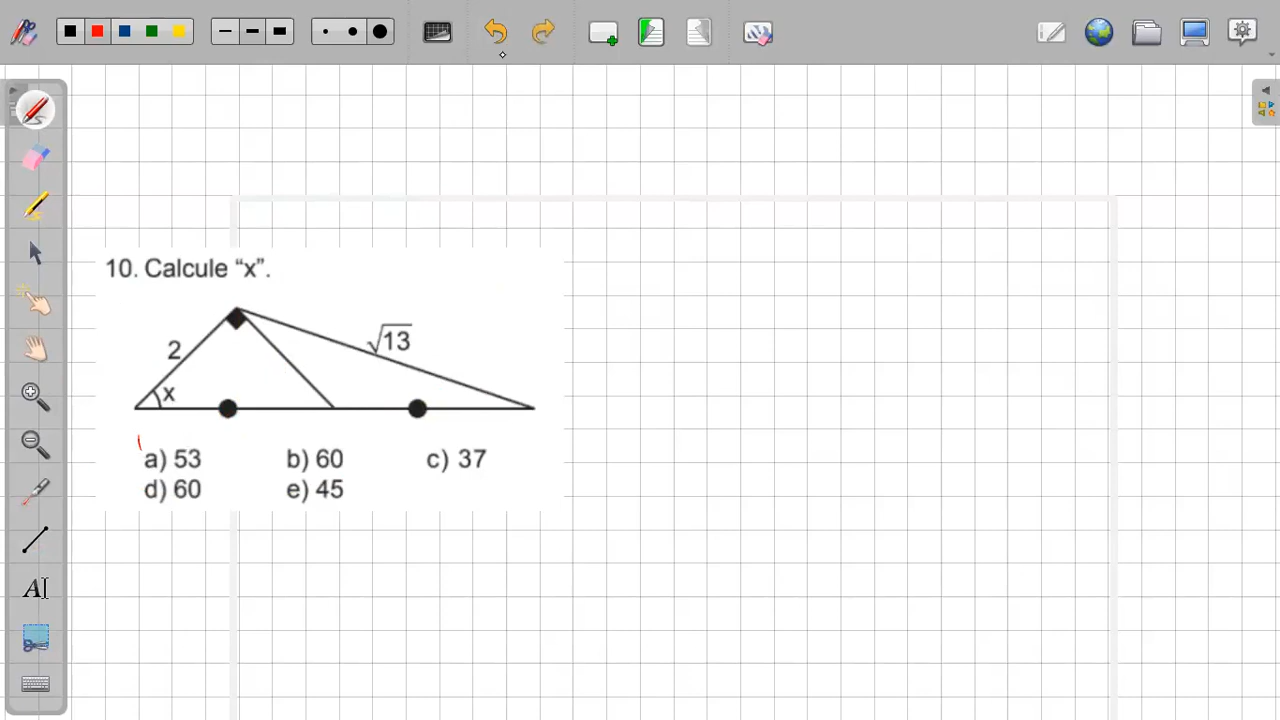 10. Calcule “x”.
√13
2
x
a) 53 b) 60 c) 37
d) 60 e) 45